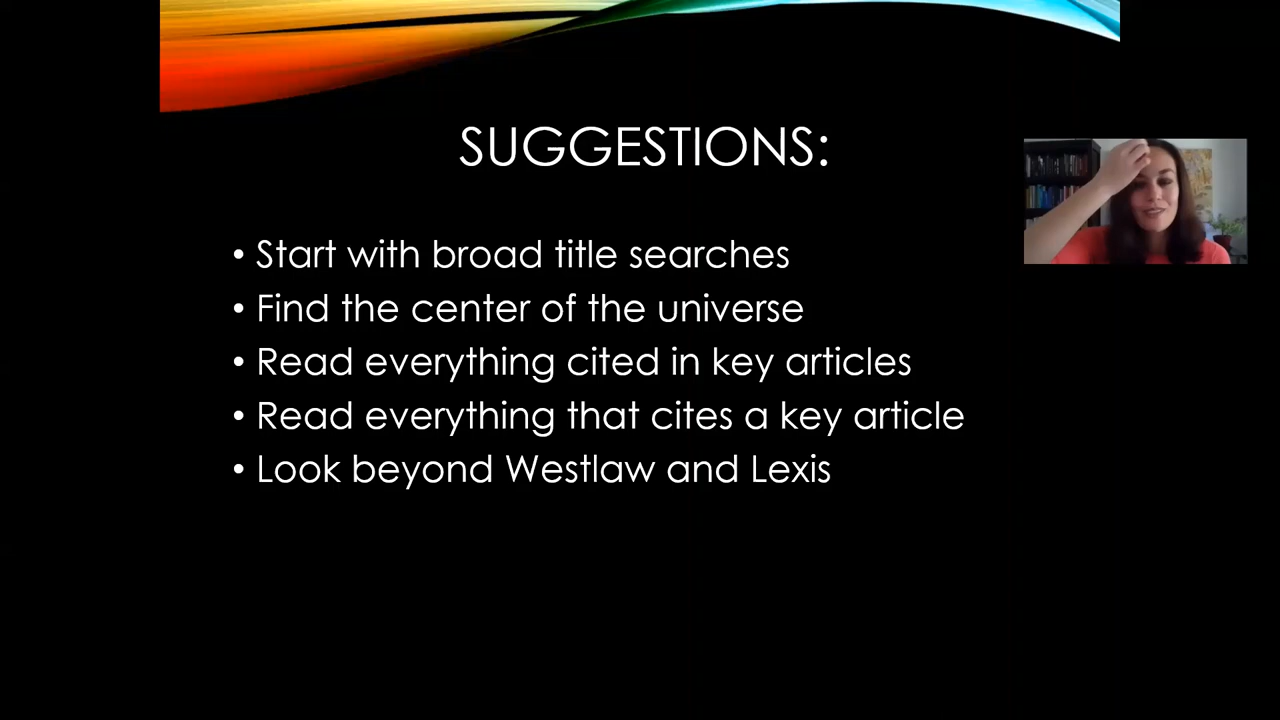 SUGGESTIONS:
• Start with broad title searches
• Find the center of the universe
• Read everything cited in key articles
• Read everything that cites a key article
• Look beyond Westlaw and Lexis